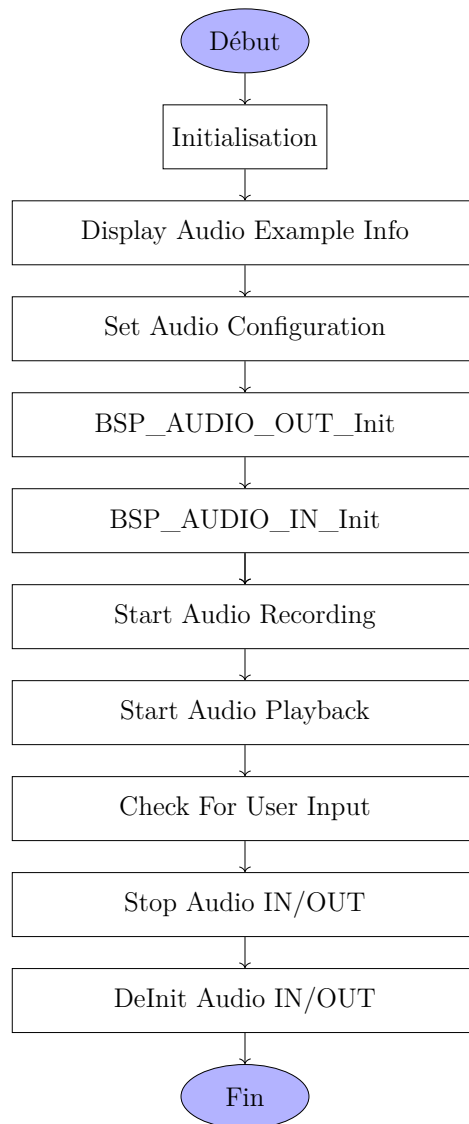 Début
Initialisation
Display Audio Example Info
Set Audio Configuration
BSP_AUDIO_OUT_Init
BSP_AUDIO_IN_Init
Start Audio Recording
Start Audio Playback
Check For User Input
Stop Audio IN/OUT
DeInit Audio IN/OUT
Fin